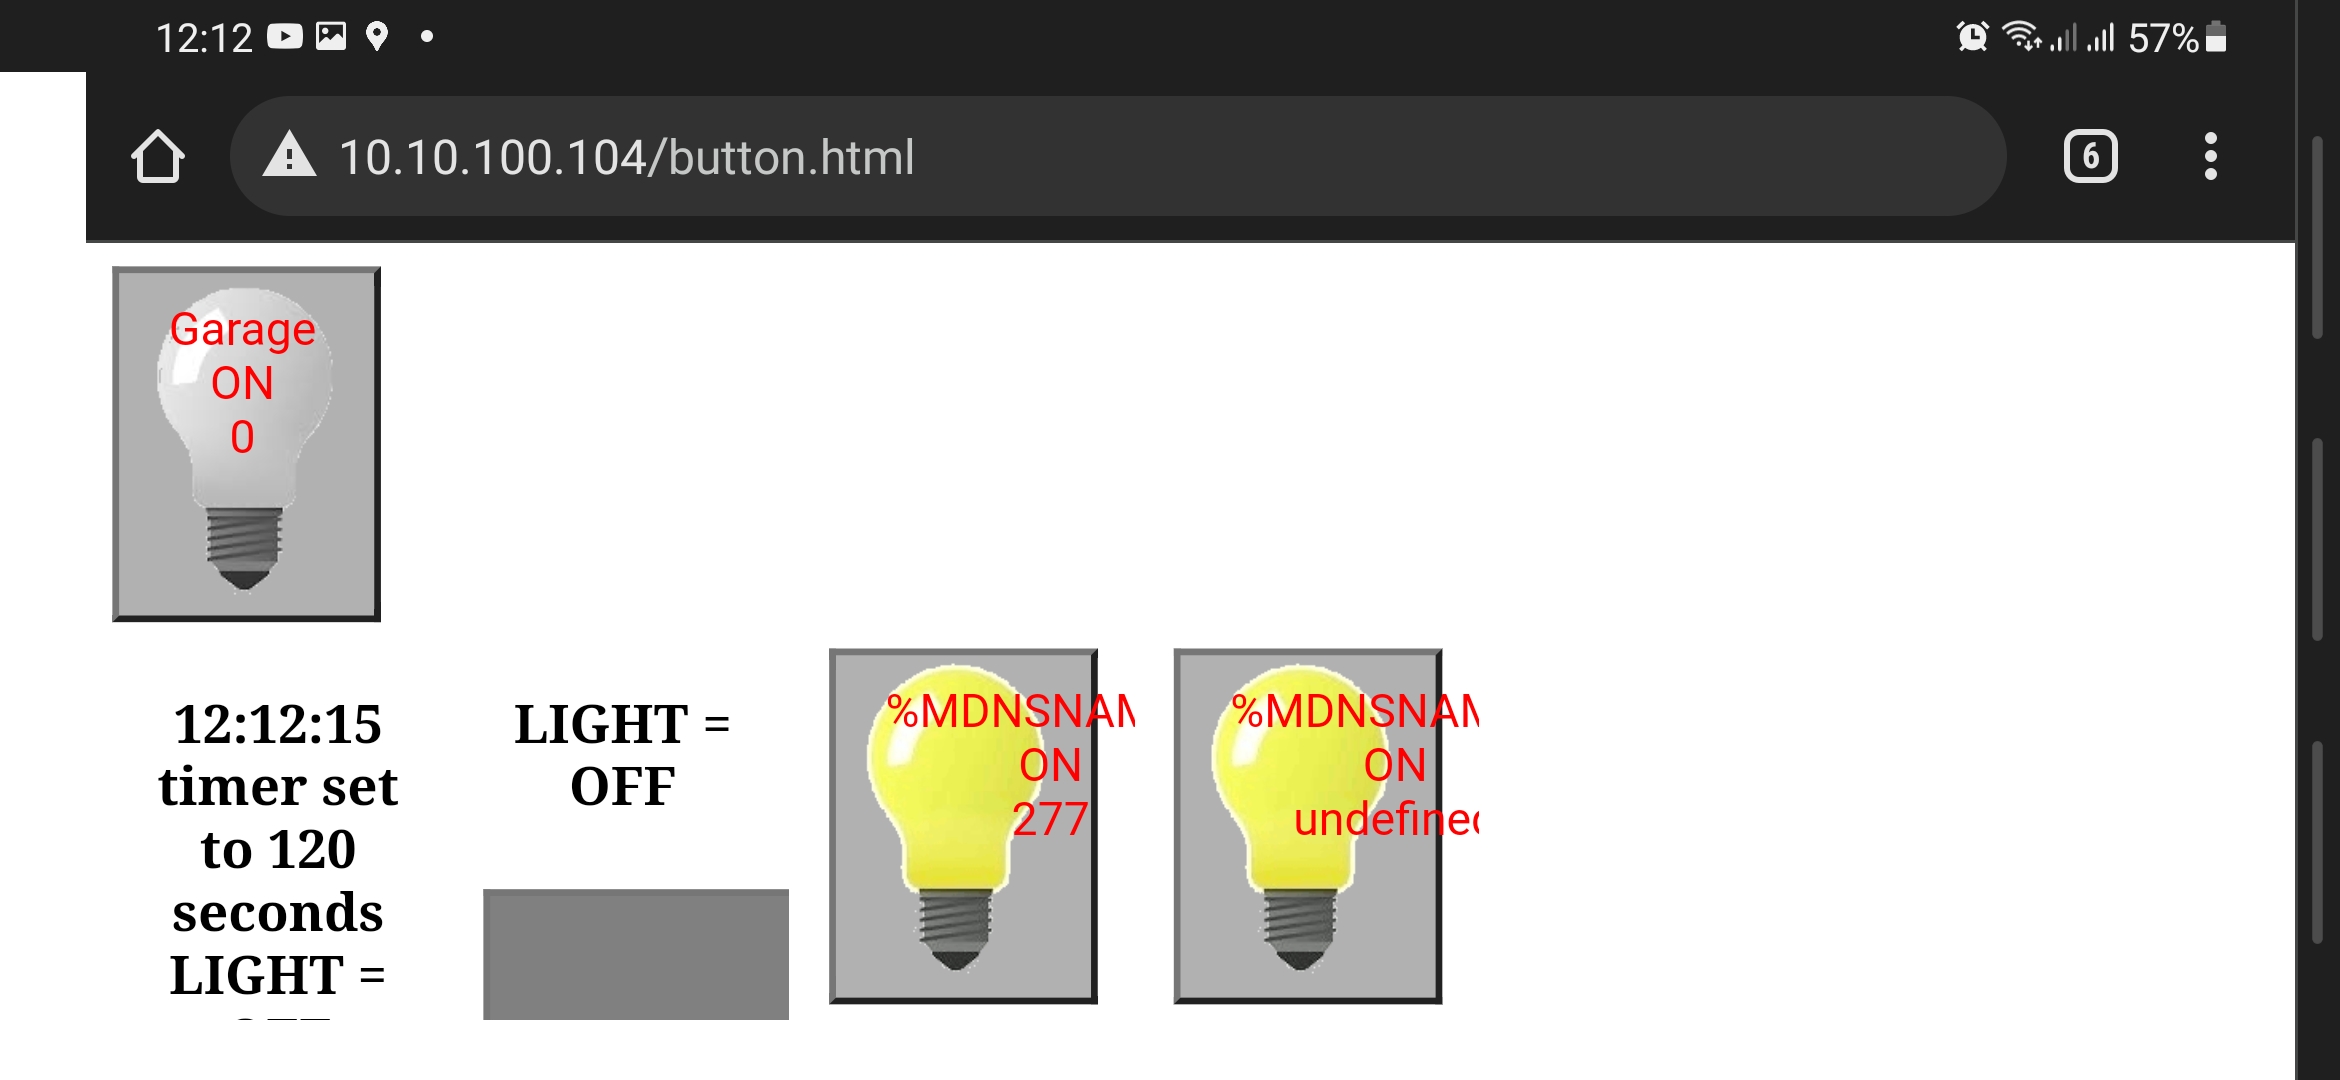 12:12
57%
10.10.100.104/button.html
6
Garage
ON
0
12:12:15
timer set
to 120
seconds
LIGHT =
LIGHT =
OFF
%MDNSNAM
ON
277
%MDNSNAM
ON
undefined